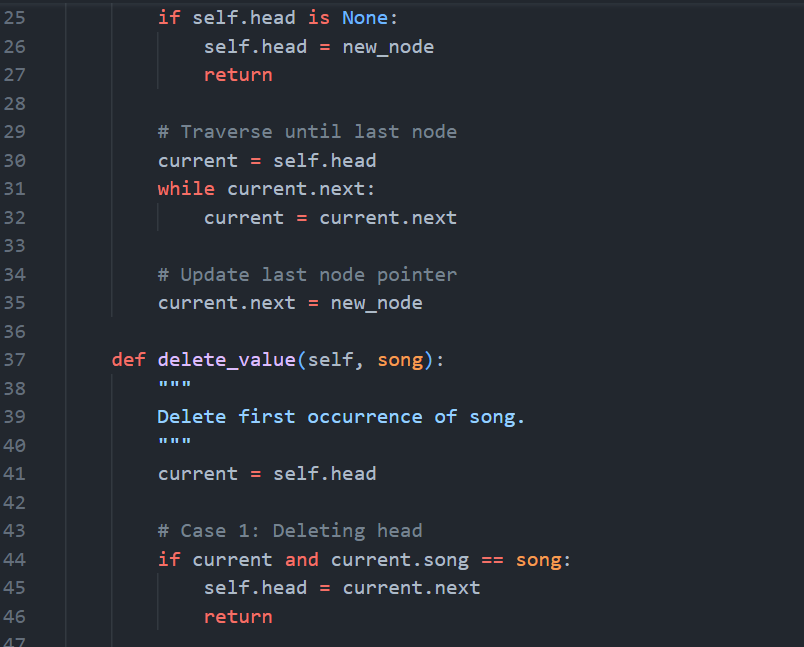 25 if self.head is None:
26 self.head = new_node
27 return
28
29 # Traverse until last node
30 current = self.head
31 while current.next:
32 current = current.next
33
34 # Update last node pointer
35 current.next = new_node
36
37 def delete_value(self, song):
38 """
39 Delete first occurrence of song.
40 """
41 current = self.head
42
43 # Case 1: Deleting head
44 if current and current.song == song:
45 self.head = current.next
46 return
47